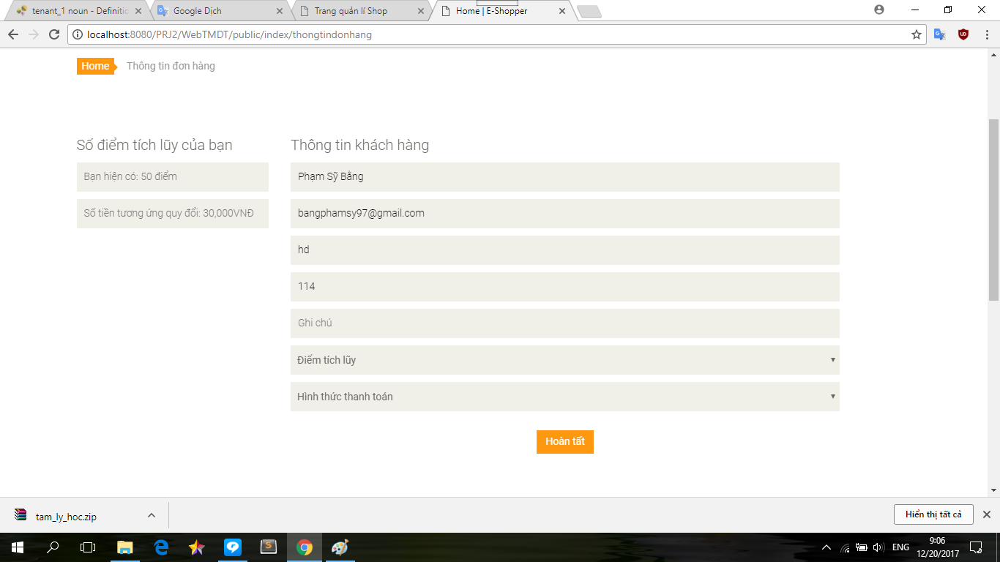 tenant_1 noun - Definitio
Google Dịch
Trang quản lí Shop
Home | E-Shopper
localhost:8080/PRJ2/WebTMDT/public/index/thongtindonhang
Home
Thông tin đơn hàng
Số điểm tích lũy của bạn
Bạn hiện có: 50 điểm
Số tiền tương ứng quy đổi: 30,000VNĐ
Thông tin khách hàng
Phạm Sỹ Bằng
bangphamsy97@gmail.com
hd
114
Ghi chú
Điểm tích lũy
Hình thức thanh toán
Hoàn tất
tam_ly_hoc.zip
Hiển thị tất cả
ENG
9:06
12/20/2017